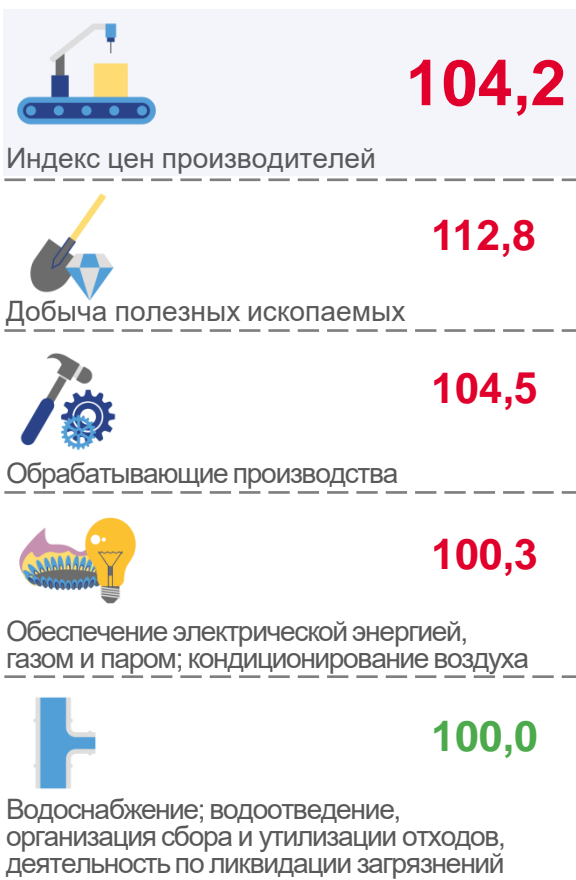 104,2
Индекс цен производителей
112,8
Добыча полезных ископаемых
104,5
Обрабатывающие производства
100,3
Обеспечение электрической энергией,
газом и паром; кондиционирование воздуха
100,0
Водоснабжение; водоотведение,
организация сбора и утилизации отходов,
деятельность по ликвидации загрязнений